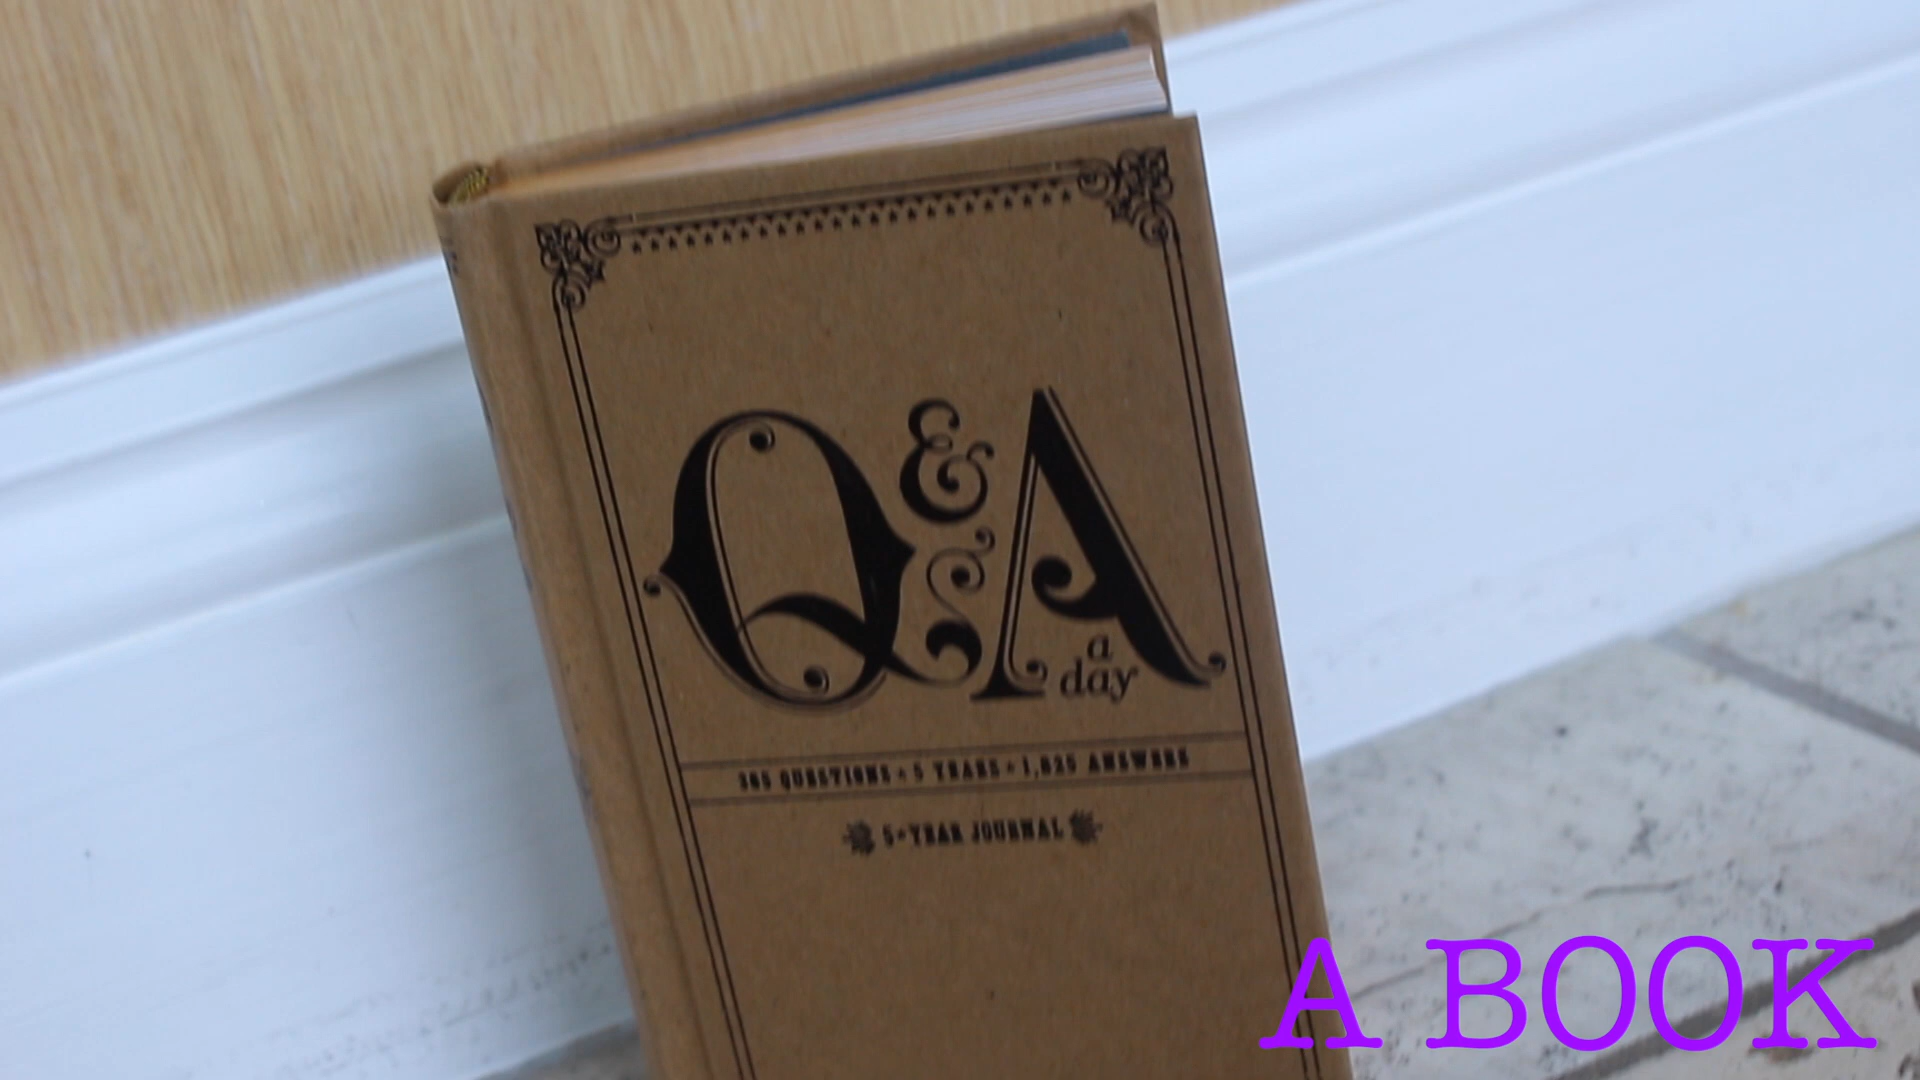 Q&A
a
day
365 QUESTIONS • 5 YEARS • 1,825 ANSWERS
5-YEAR JOURNAL
A BOOK